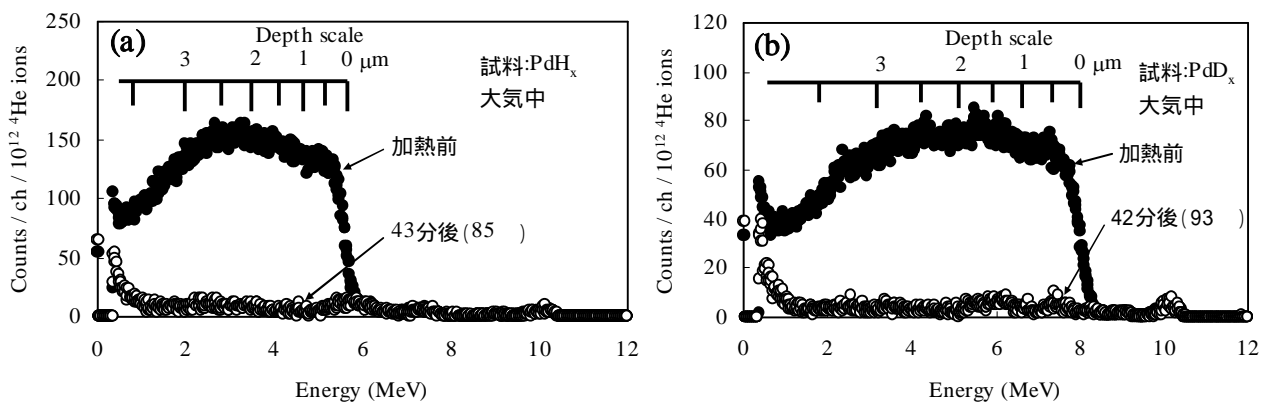 (a)
Depth scale
3 2 1 0 μm
試料:PdHx
大気中
加熱前
43分後(85 )
250
200
150
100
50
0
Counts / ch / 10¹² ⁴He ions
0 2 4 6 8 10 12
Energy (MeV)
(b)
Depth scale
3 2 1 0 μm
試料:PdDx
大気中
加熱前
42分後(93 )
120
100
80
60
40
20
0
Counts / ch / 10¹² ⁴He ions
0 2 4 6 8 10 12
Energy (MeV)